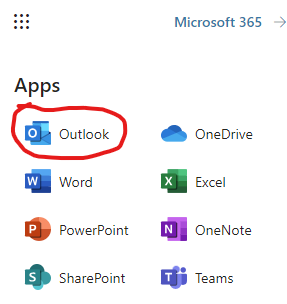 Microsoft 365 →
Apps
Outlook OneDrive
Word Excel
PowerPoint OneNote
SharePoint Teams